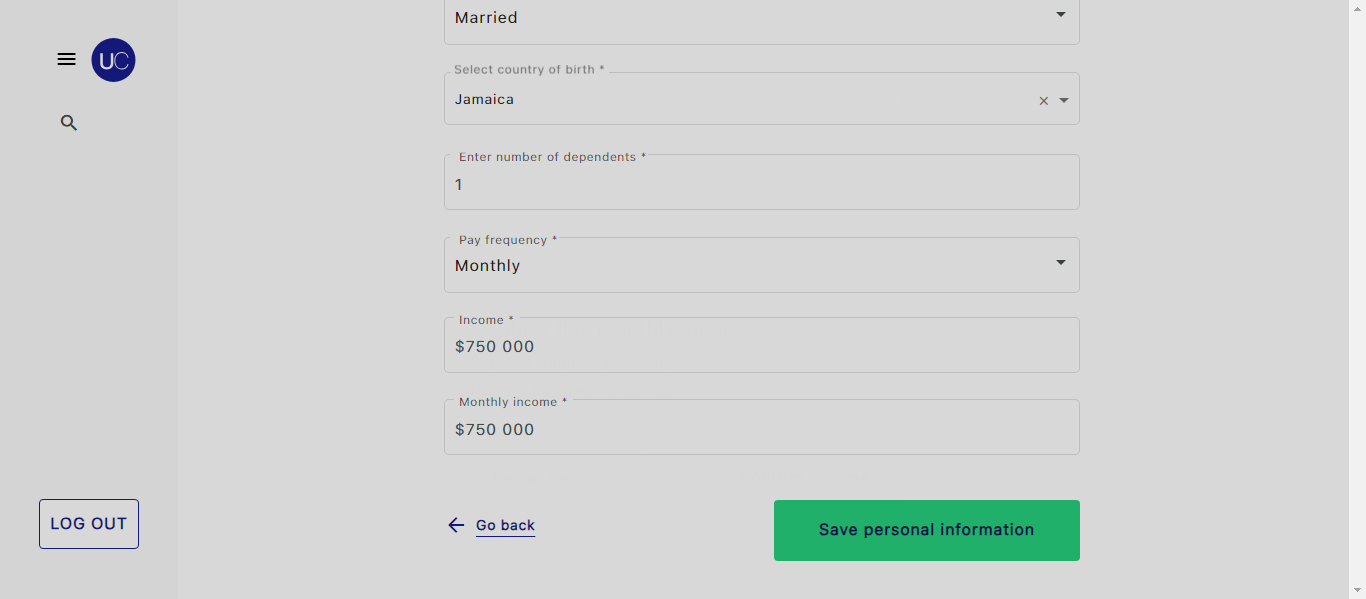 Married
UC
Select country of birth *
Jamaica
Enter number of dependents *
1
Pay frequency *
Monthly
Income *
$750 000
Monthly income *
$750 000
LOG OUT
Go back
Save personal information